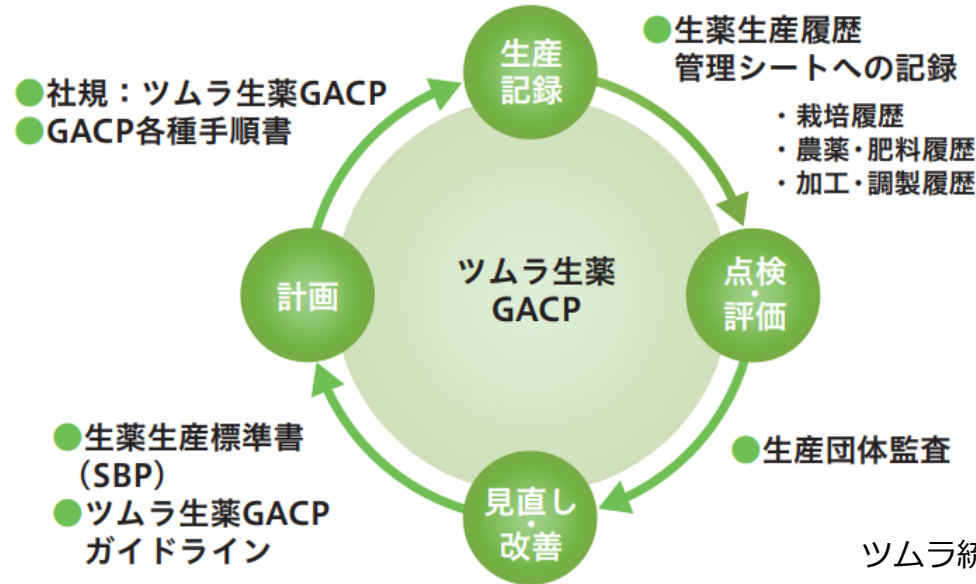 生産
記録
●生薬生産履歴
管理シートへの記録
・栽培履歴
・農薬・肥料履歴
・加工・調製履歴
●社規：ツムラ生薬GACP
●GACP各種手順書
計画
ツムラ生薬
GACP
点検
・
評価
●生薬生産標準書
（SBP）
●ツムラ生薬GACP
ガイドライン
見直し
・
改善
●生産団体監査
ツムラ統